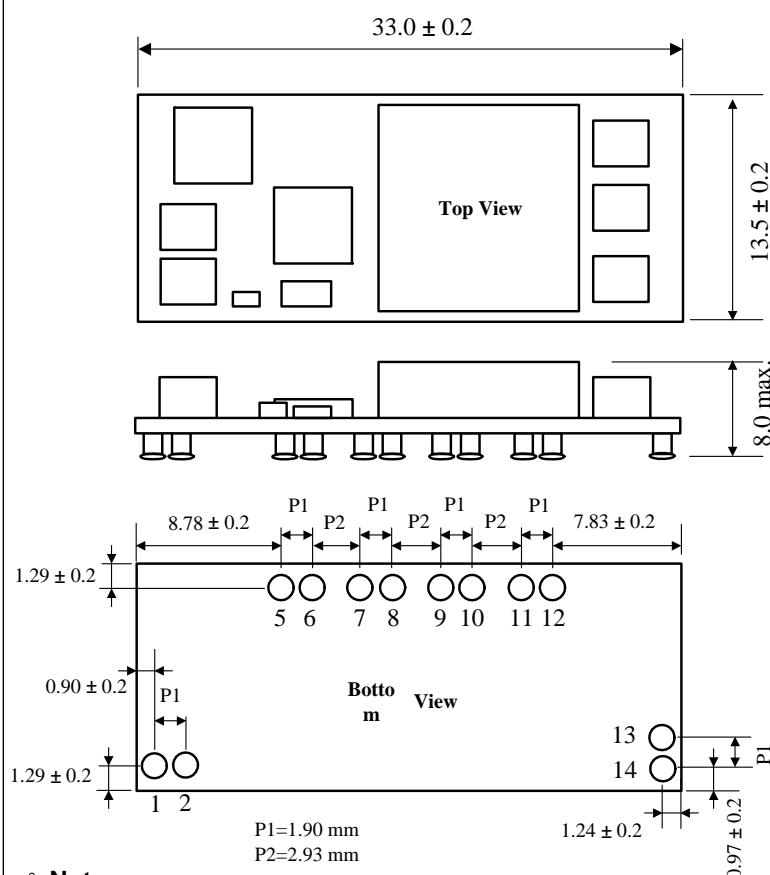 33.0 ± 0.2
Top View
13.5 ± 0.2
8.0 max.
P1 P1 P1 P1
8.78 ± 0.2 P2 P2 P2 7.83 ± 0.2
1.29 ± 0.2
5 6 7 8 9 10 11 12
0.90 ± 0.2
P1
Botto
m
View
13
14
P1
1.29 ± 0.2
1 2
P1=1.90 mm
P2=2.93 mm
1.24 ± 0.2
0.97 ± 0.2